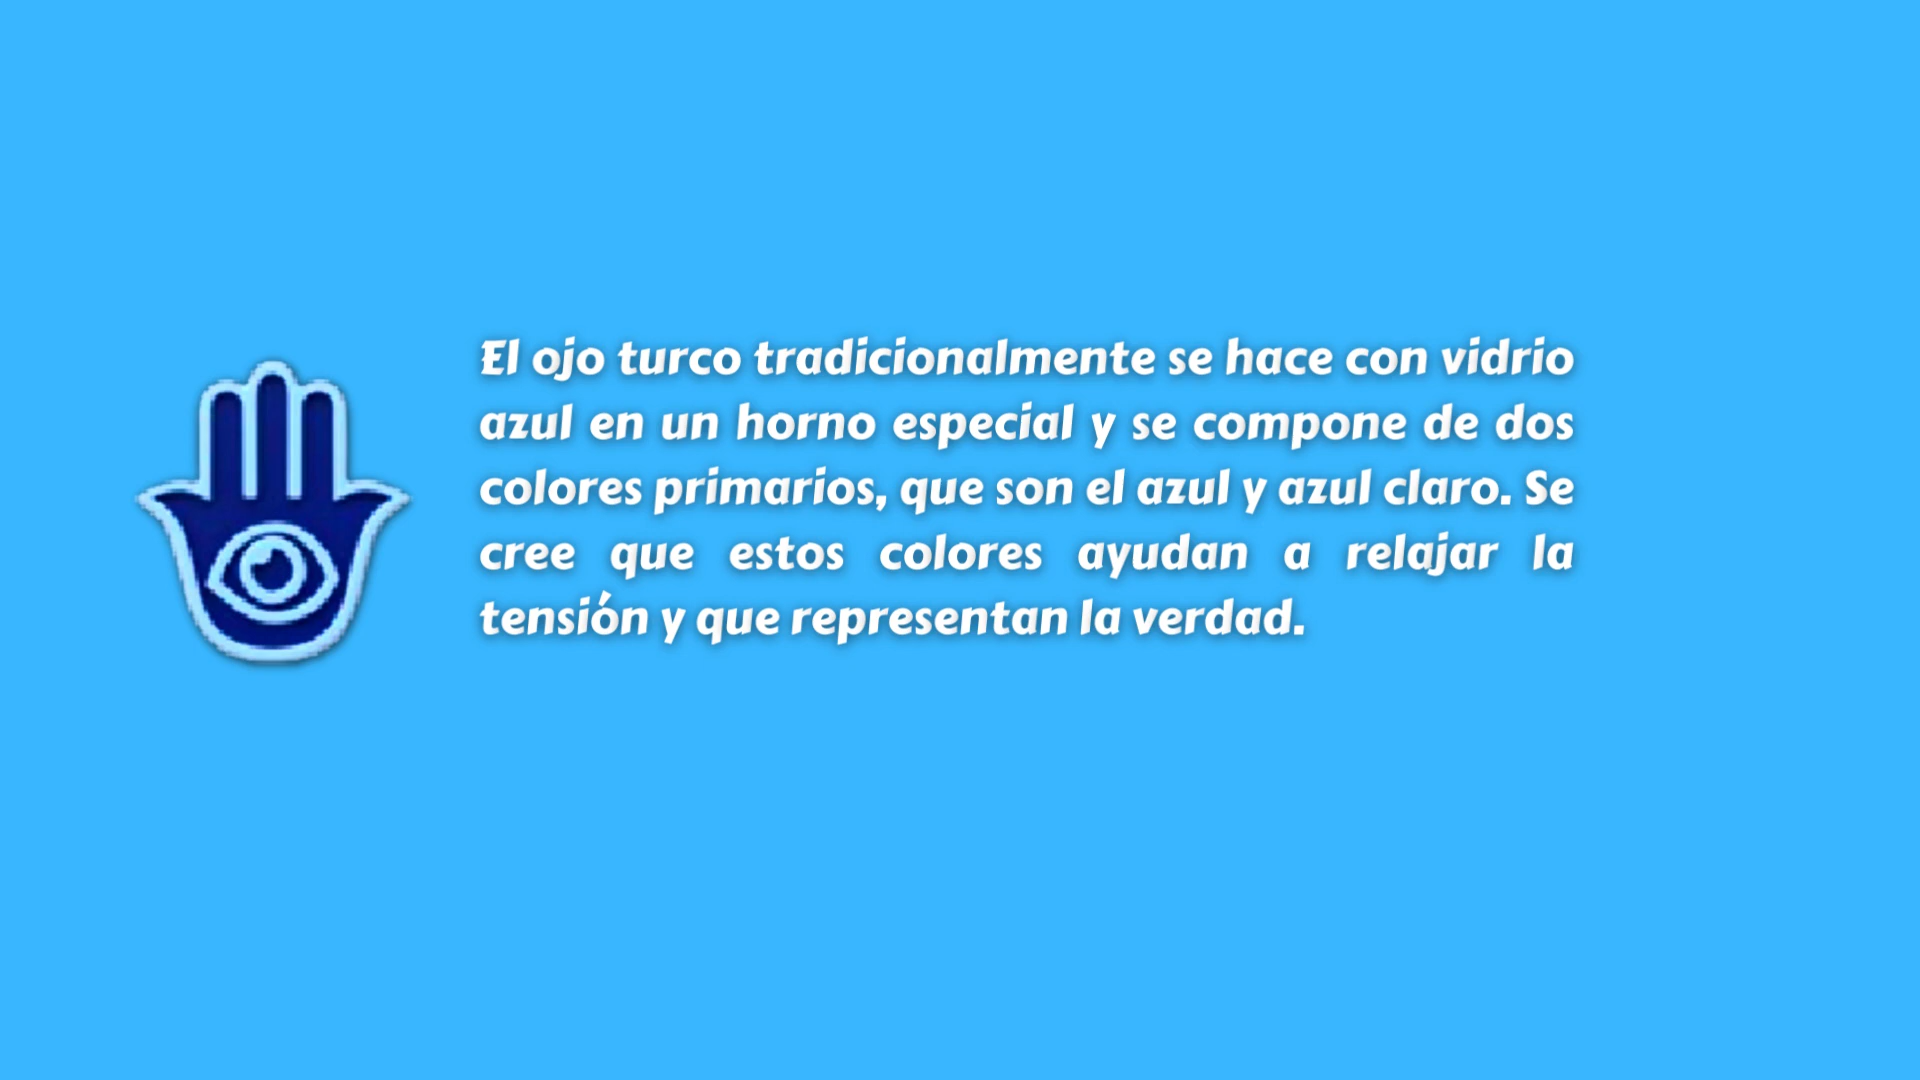 El ojo turco tradicionalmente se hace con vidrio
azul en un horno especial y se compone de dos
colores primarios, que son el azul y azul claro. Se
cree que estos colores ayudan a relajar la
tensión y que representan la verdad.